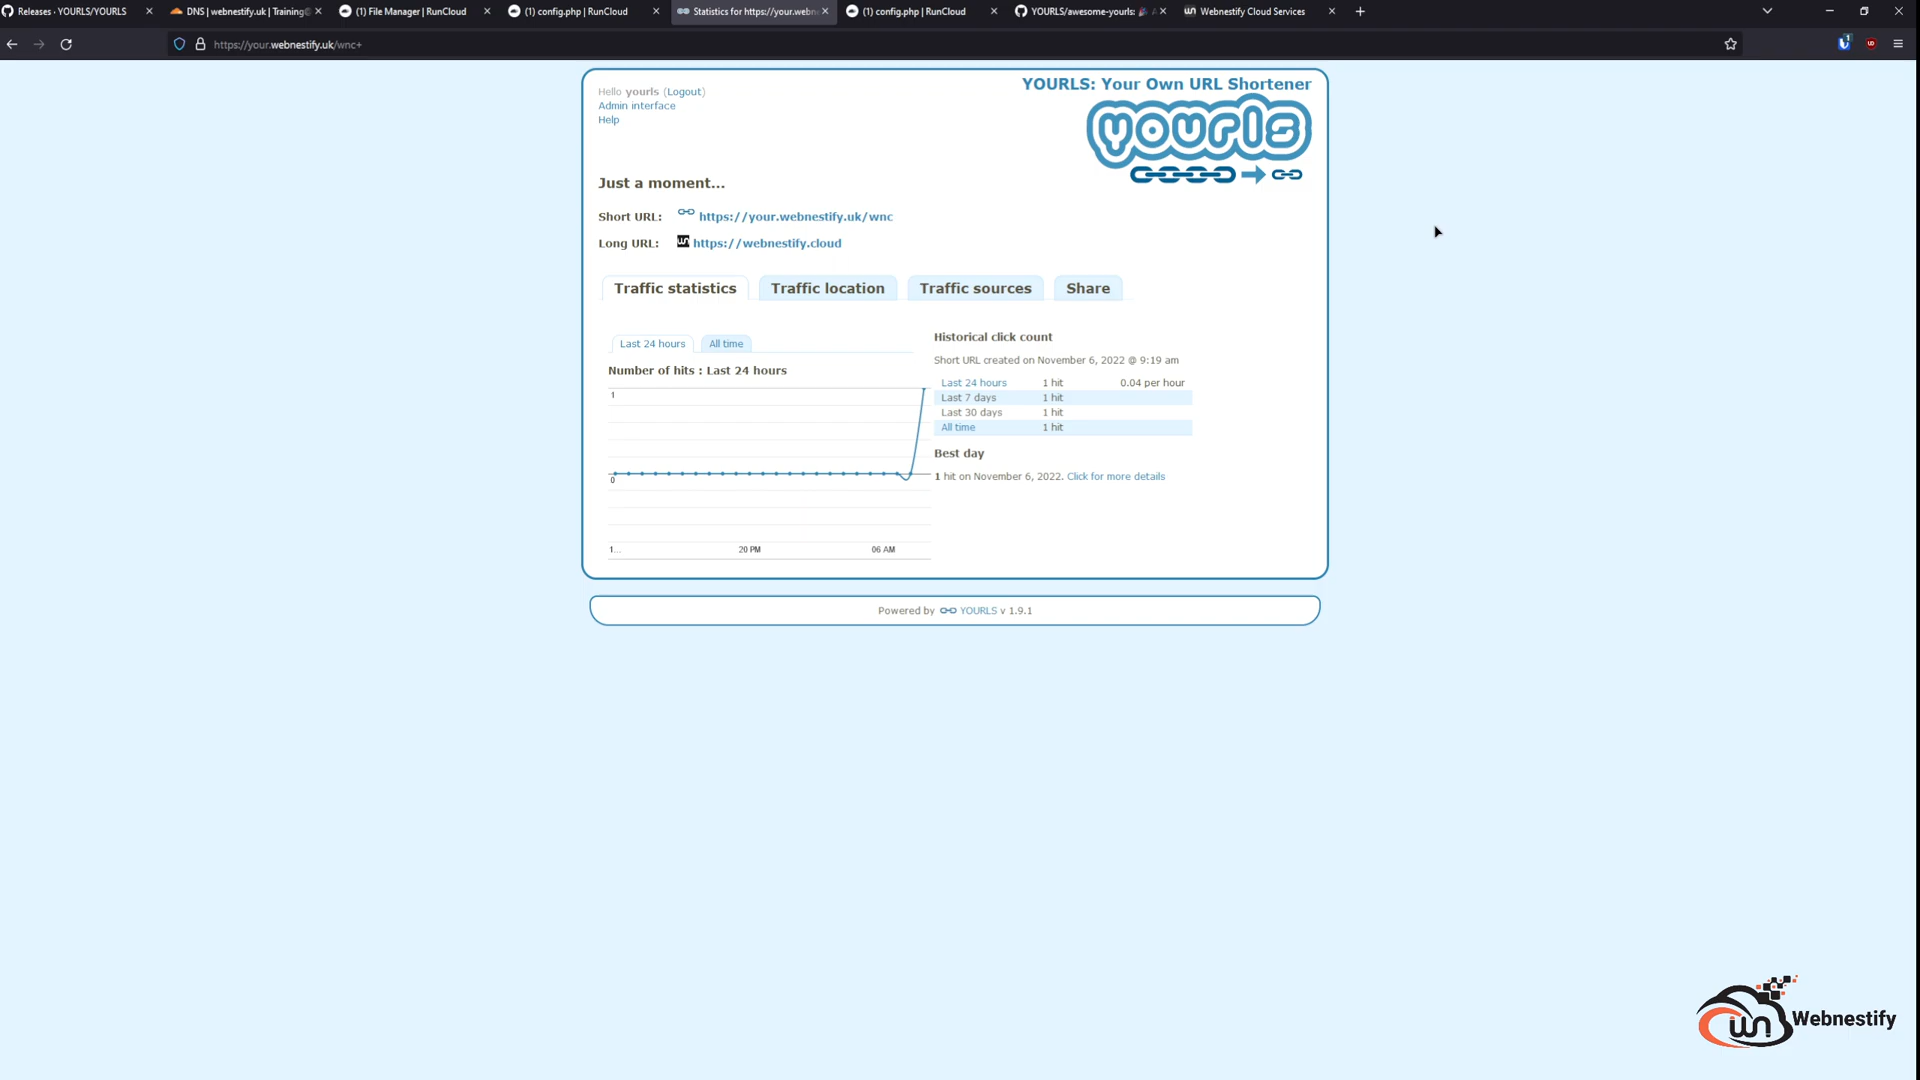 Releases · YOURLS/YOURLS
DNS | webnestify.uk | Training
(1) File Manager | RunCloud
(1) config.php | RunCloud
Statistics for https://your.webn
(1) config.php | RunCloud
YOURLS/awesome-yourls: 🎉 A
Webnestify Cloud Services
https://your.webnestify.uk/wnc+
Hello yourls (Logout)
Admin interface
Help
YOURLS: Your Own URL Shortener
yourls
Just a moment...
Short URL: https://your.webnestify.uk/wnc
Long URL: https://webnestify.cloud
Traffic statistics
Traffic location
Traffic sources
Share
Last 24 hours
All time
Number of hits : Last 24 hours
1
0
1...
20 PM
06 AM
Historical click count
Short URL created on November 6, 2022 @ 9:19 am
Last 24 hours 1 hit 0.04 per hour
Last 7 days 1 hit
Last 30 days 1 hit
All time 1 hit
Best day
1 hit on November 6, 2022. Click for more details
Powered by YOURLS v 1.9.1
wn Webnestify